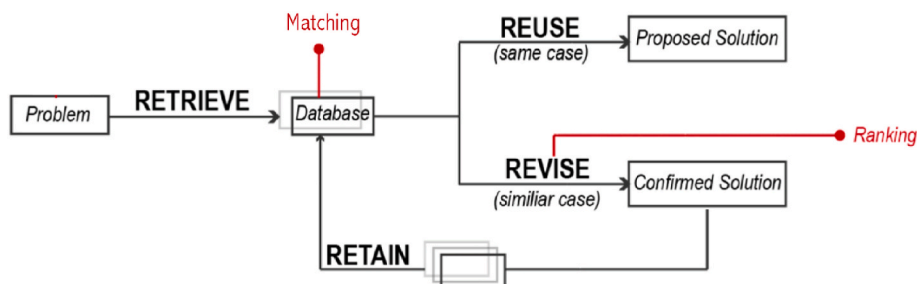 Matching
REUSE
(same case)
Proposed Solution
Problem
RETRIEVE
Database
Ranking
REVISE
(similiar case)
Confirmed Solution
RETAIN